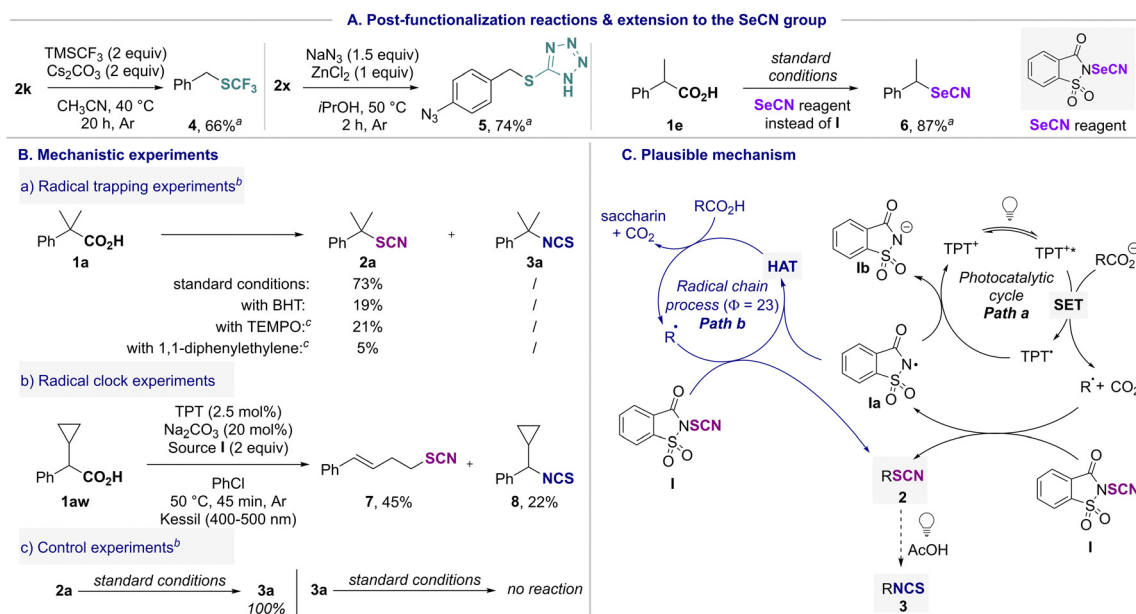 A. Post-functionalization reactions & extension to the SeCN group
2k
TMSCF3 (2 equiv)
Cs2CO3 (2 equiv)
CH3CN, 40 °C
20 h, Ar
Ph SCF3
4, 66%a
2x
NaN3 (1.5 equiv)
ZnCl2 (1 equiv)
iPrOH, 50 °C
2 h, Ar
N3 S N N N N H
5, 74%a
Ph CO2H
1e
standard
conditions
SeCN reagent
instead of I
Ph SeCN
6, 87%a
O NSeCN S O O
SeCN reagent
B. Mechanistic experiments
a) Radical trapping experimentsb
Ph CO2H
1a
Ph SCN
2a
+
Ph NCS
3a
standard conditions: 73% /
with BHT: 19% /
with TEMPO:c 21% /
with 1,1-diphenylethylene:c 5% /
b) Radical clock experiments
Ph CO2H
1aw
TPT (2.5 mol%)
Na2CO3 (20 mol%)
Source I (2 equiv)
PhCl
50 °C, 45 min, Ar
Kessil (400-500 nm)
Ph SCN
7, 45%
+
Ph NCS
8, 22%
c) Control experimentsb
2a standard conditions 3a
100%
3a standard conditions no reaction
C. Plausible mechanism
saccharin
+ CO2
RCO2H
HAT
Radical chain
process (Φ = 23)
Path b
R•
O NSCN S O O
I
O N⊖ S O O
Ib
TPT+
TPT+*
RCO2⊖
Photocatalytic
cycle
Path a
SET
TPT•
R• + CO2
O N• S O O
Ia
RSCN
2
O NSCN S O O
I
AcOH
RNCS
3